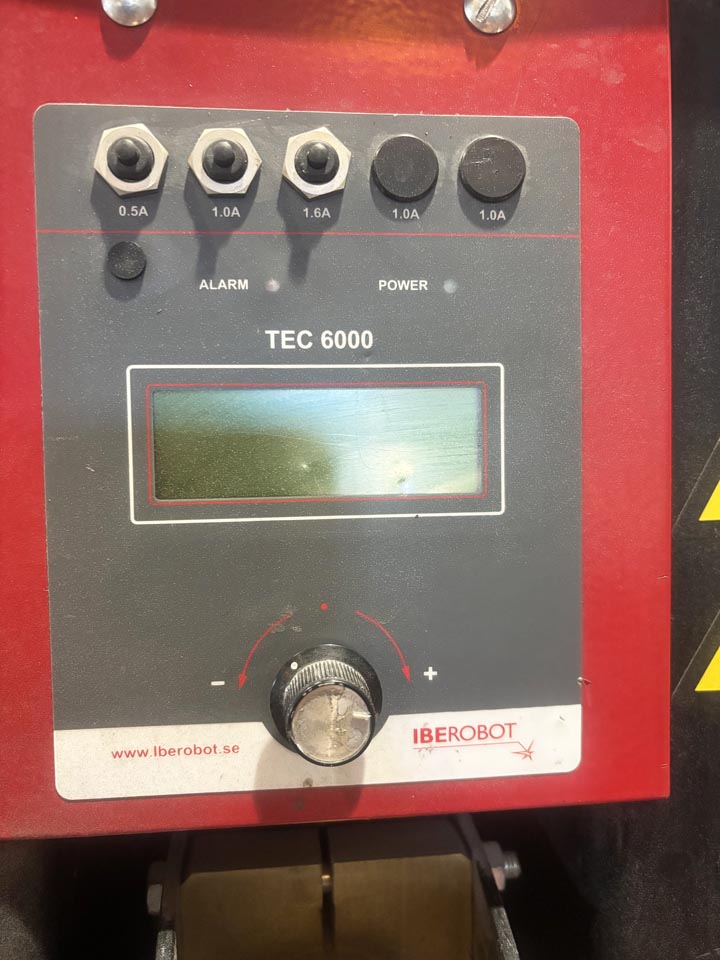 0.5A
1.0A
1.6A
1.0A
1.0A
ALARM
POWER
TEC 6000
-
+
www.Iberobot.se
IBEROBOT